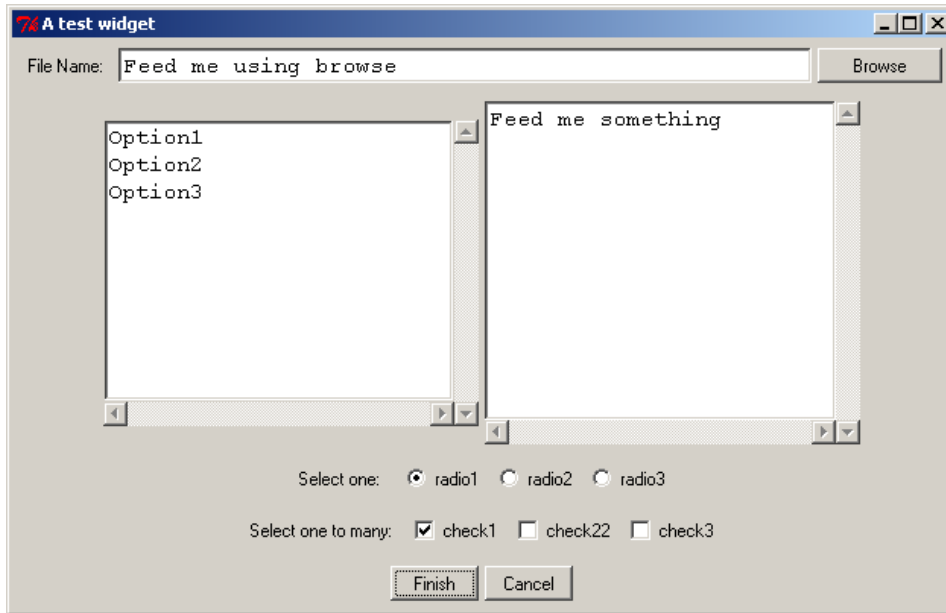 A test widget
File Name: Feed me using browse Browse
Option1
Option2
Option3
Feed me something
Select one: radio1 radio2 radio3
Select one to many: check1 check22 check3
Finish Cancel